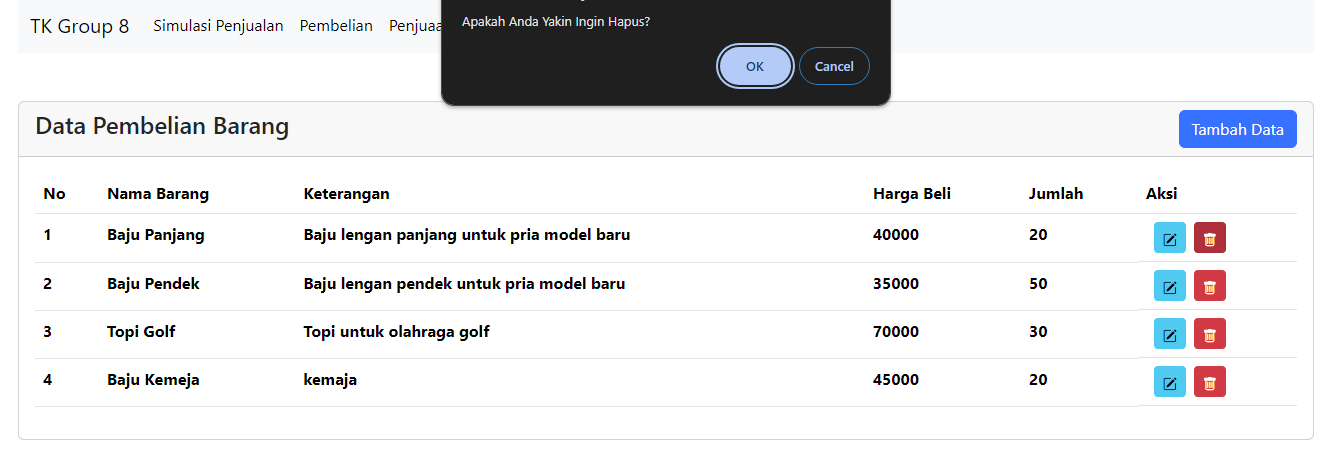 TK Group 8 Simulasi Penjualan Pembelian
Apakah Anda Yakin Ingin Hapus?
OK Cancel
Data Pembelian Barang Tambah Data
No Nama Barang Keterangan Harga Beli Jumlah Aksi
1 Baju Panjang Baju lengan panjang untuk pria model baru 40000 20
2 Baju Pendek Baju lengan pendek untuk pria model baru 35000 50
3 Topi Golf Topi untuk olahraga golf 70000 30
4 Baju Kemeja kemaja 45000 20